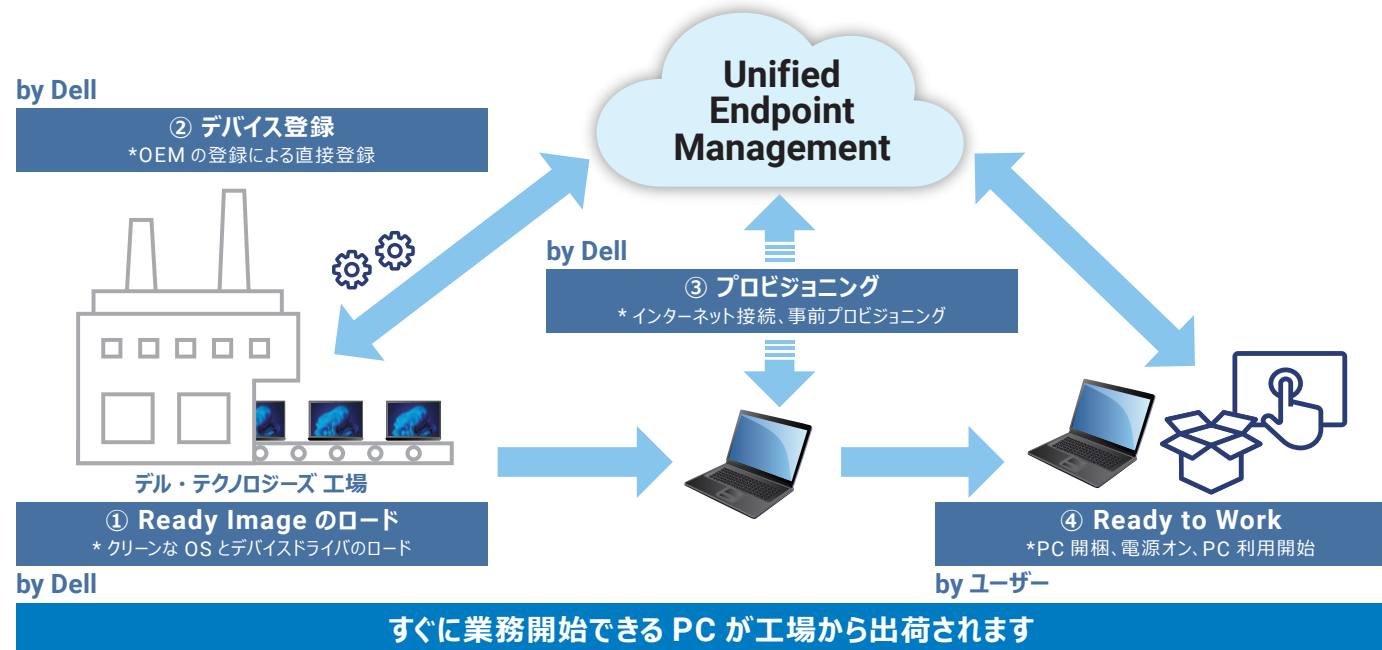 Unified
Endpoint
Management
by Dell
② デバイス登録
*OEM の登録による直接登録
by Dell
③ プロビジョニング
* インターネット接続、事前プロビジョニング
デル・テクノロジーズ 工場
① Ready Image のロード
* クリーンな OS とデバイスドライバのロード
by Dell
④ Ready to Work
*PC 開梱、電源オン、PC 利用開始
by ユーザー
すぐに業務開始できる PC が工場から出荷されます